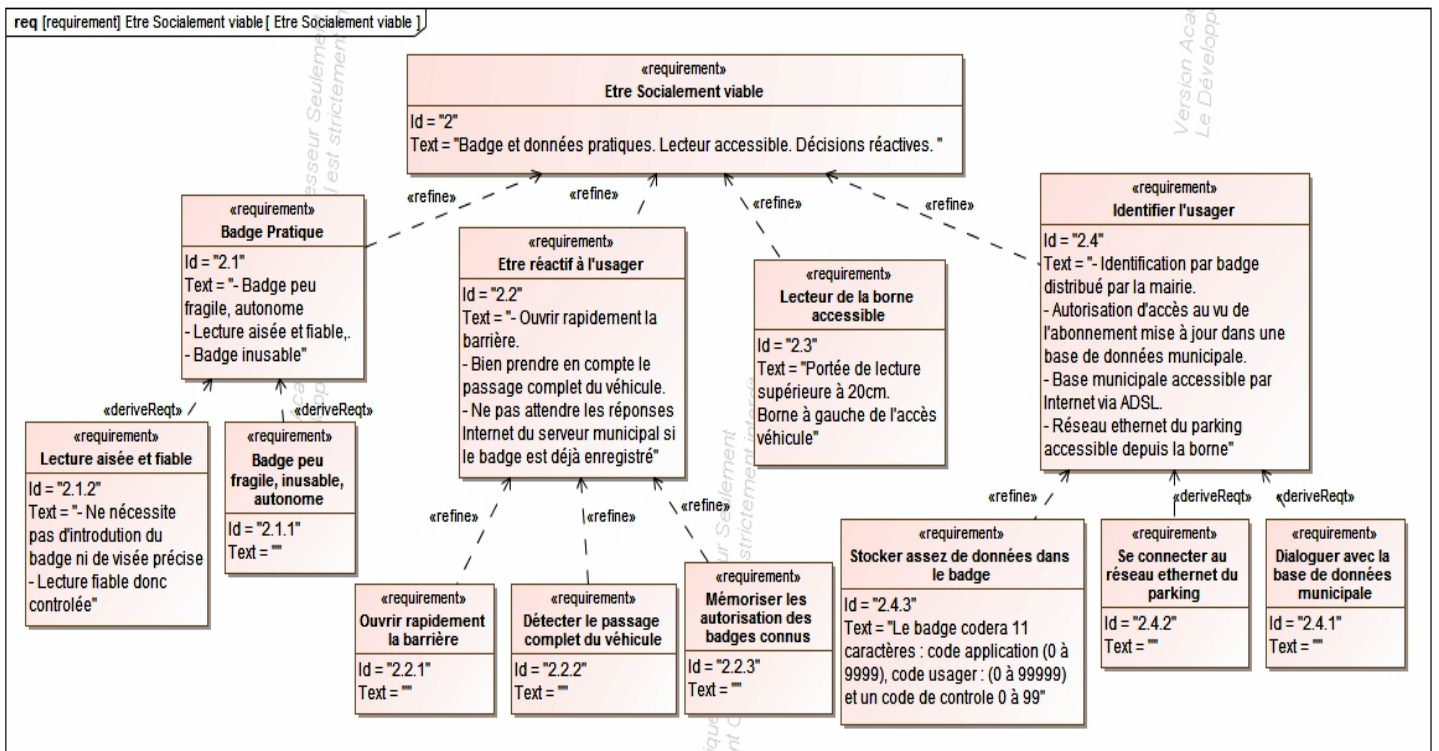 req [requirement] Etre Socialement viable [ Etre Socialement viable ]
«requirement»
Etre Socialement viable
Id = "2"
Text = "Badge et données pratiques. Lecteur accessible. Décisions réactives. "
«refine»
«refine»
«refine»
«refine»
«requirement»
Badge Pratique
Id = "2.1"
Text = "- Badge peu
fragile, autonome
- Lecture aisée et fiable,.
- Badge inusable"
«requirement»
Etre réactif à l'usager
Id = "2.2"
Text = "- Ouvrir rapidement la
barrière.
- Bien prendre en compte le
passage complet du véhicule.
- Ne pas attendre les réponses
Internet du serveur municipal si
le badge est déjà enregistré"
«requirement»
Lecteur de la borne
accessible
Id = "2.3"
Text = "Portée de lecture
supérieure à 20cm.
Borne à gauche de l'accès
véhicule"
«requirement»
Identifier l'usager
Id = "2.4"
Text = "- Identification par badge
distribué par la mairie.
- Autorisation d'accès au vu de
l'abonnement mise à jour dans une
base de données municipale.
- Base municipale accessible par
Internet via ADSL.
- Réseau ethernet du parking
accessible depuis la borne"
«deriveReqt»
«deriveReqt»
«requirement»
Lecture aisée et fiable
Id = "2.1.2"
Text = "- Ne nécessite
pas d'introdution du
badge ni de visée précise
- Lecture fiable donc
controlée"
«requirement»
Badge peu
fragile, inusable,
autonome
Id = "2.1.1"
Text = ""
«refine»
«refine»
«refine»
«requirement»
Ouvrir rapidement
la barrière
Id = "2.2.1"
Text = ""
«requirement»
Détecter le passage
complet du véhicule
Id = "2.2.2"
Text = ""
«requirement»
Mémoriser les
autorisation des
badges connus
Id = "2.2.3"
Text = ""
«refine»
«deriveReqt»
«deriveReqt»
«requirement»
Stocker assez de données dans
le badge
Id = "2.4.3"
Text = "Le badge codera 11
caractères : code application (0 à
9999), code usager : (0 à 99999)
et un code de controle 0 à 99"
«requirement»
Se connecter au
réseau ethernet du
parking
Id = "2.4.2"
Text = ""
«requirement»
Dialoguer avec la
base de données
municipale
Id = "2.4.1"
Text = ""